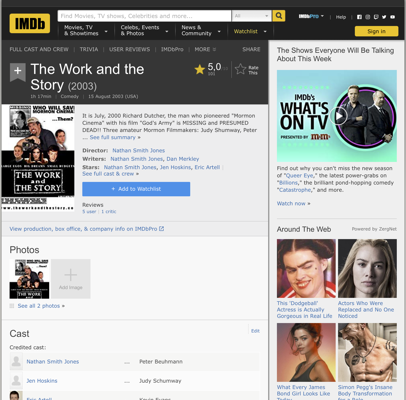 IMDb
Find Movies, TV shows, Celebrities and more...
All
IMDbPro
Help
Movies, TV & Showtimes
Celebs, Events & Photos
News & Community
Watchlist
Sign in
FULL CAST AND CREW | TRIVIA | USER REVIEWS | IMDbPro | MORE
SHARE
The Work and the Story (2003)
5,0
Rate This
1h 17min | Comedy | 15 August 2003 (USA)
It is July, 2000 Richard Dutcher, the man who pioneered "Mormon
Cinema" with his film "God's Army" is MISSING and PRESUMED
DEAD!! Three amateur Mormon Filmmakers: Judy Shumway, Peter
... See full summary »
Director: Nathan Smith Jones
Writers: Nathan Smith Jones, Dan Merkley
Stars: Nathan Smith Jones, Jen Hoskins, Eric Artell
See full cast & crew »
+ Add to Watchlist
Reviews
5 user | 1 critic
THE WORK
AND THE
STORY
www.theworkandthestory.com
View production, box office, & company info on IMDbPro
Photos
Add Image
See all 2 photos »
Cast
Edit
Credited cast:
Nathan Smith Jones ... Peter Beuhmann
Jen Hoskins ... Judy Schumway
The Shows Everyone Will Be Talking
About This Week
IMDb's
WHAT'S
ON TV
PRESENTED BY
Find out why you can't miss the new season
of "Queer Eye," the latest power-grabs on
"Billions," the brilliant pond-hopping comedy
"Catastrophe," and more.
Watch now »
Around The Web
Powered by ZergNet
This 'Dodgeball'
Actress is Actually
Gorgeous in Real Life
Actors Who Were
Replaced and No One
Noticed
What Every James
Bond Girl Looks Like
Simon Pegg's Insane
Body Transformation